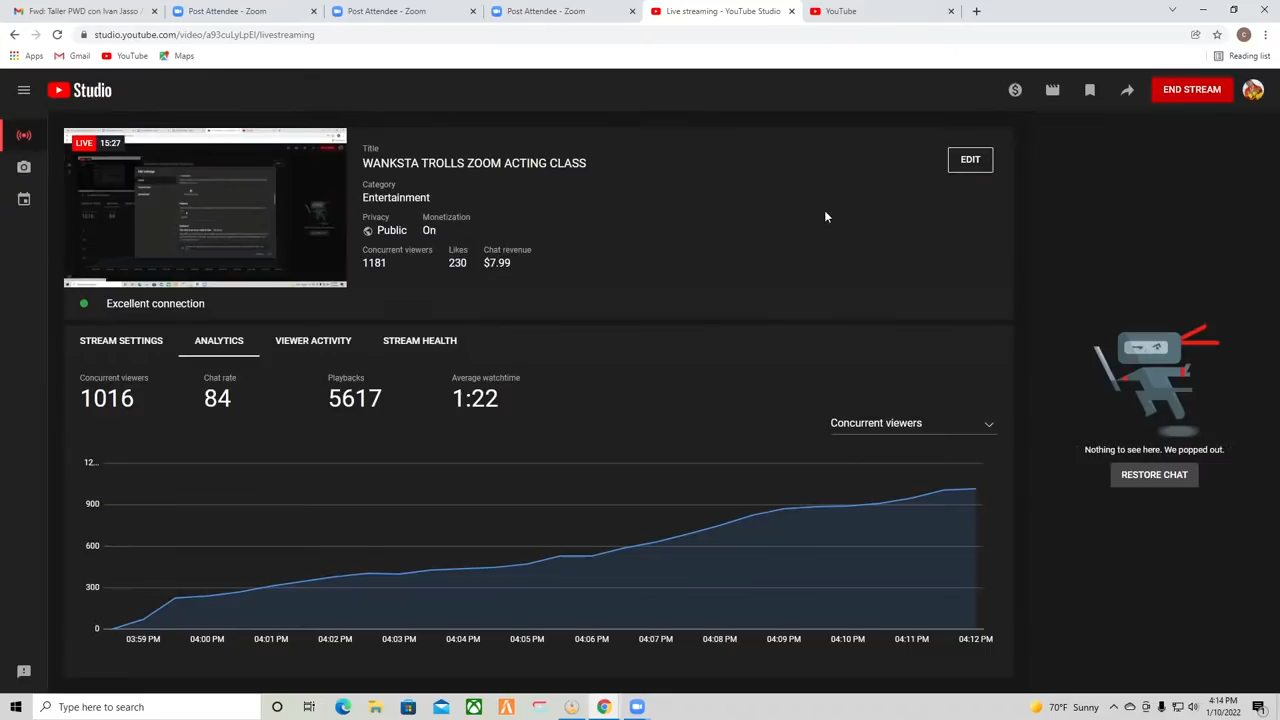 Fwd: Taller PWD con Ivan Jasso /
Post Attendee - Zoom
Post Attendee - Zoom
Post Attendee - Zoom
Live streaming - YouTube Studio
YouTube
studio.youtube.com/video/a93cuLyLpEI/livestreaming
Apps
Gmail
YouTube
Maps
Reading list
Studio
END STREAM
LIVE 15:27
Title
WANKSTA TROLLS ZOOM ACTING CLASS
EDIT
Category
Entertainment
Privacy Monetization
Public On
Concurrent viewers Likes Chat revenue
1181 230 $7.99
Excellent connection
STREAM SETTINGS ANALYTICS VIEWER ACTIVITY STREAM HEALTH
Concurrent viewers Chat rate Playbacks Average watchtime
1016 84 5617 1:22
Concurrent viewers
12...
900
600
300
0
03:59 PM 04:00 PM 04:01 PM 04:02 PM 04:03 PM 04:04 PM 04:05 PM 04:06 PM 04:07 PM 04:08 PM 04:09 PM 04:10 PM 04:11 PM 04:12 PM
Nothing to see here. We popped out.
RESTORE CHAT
Type here to search
70°F Sunny
4:14 PM
1/10/2022